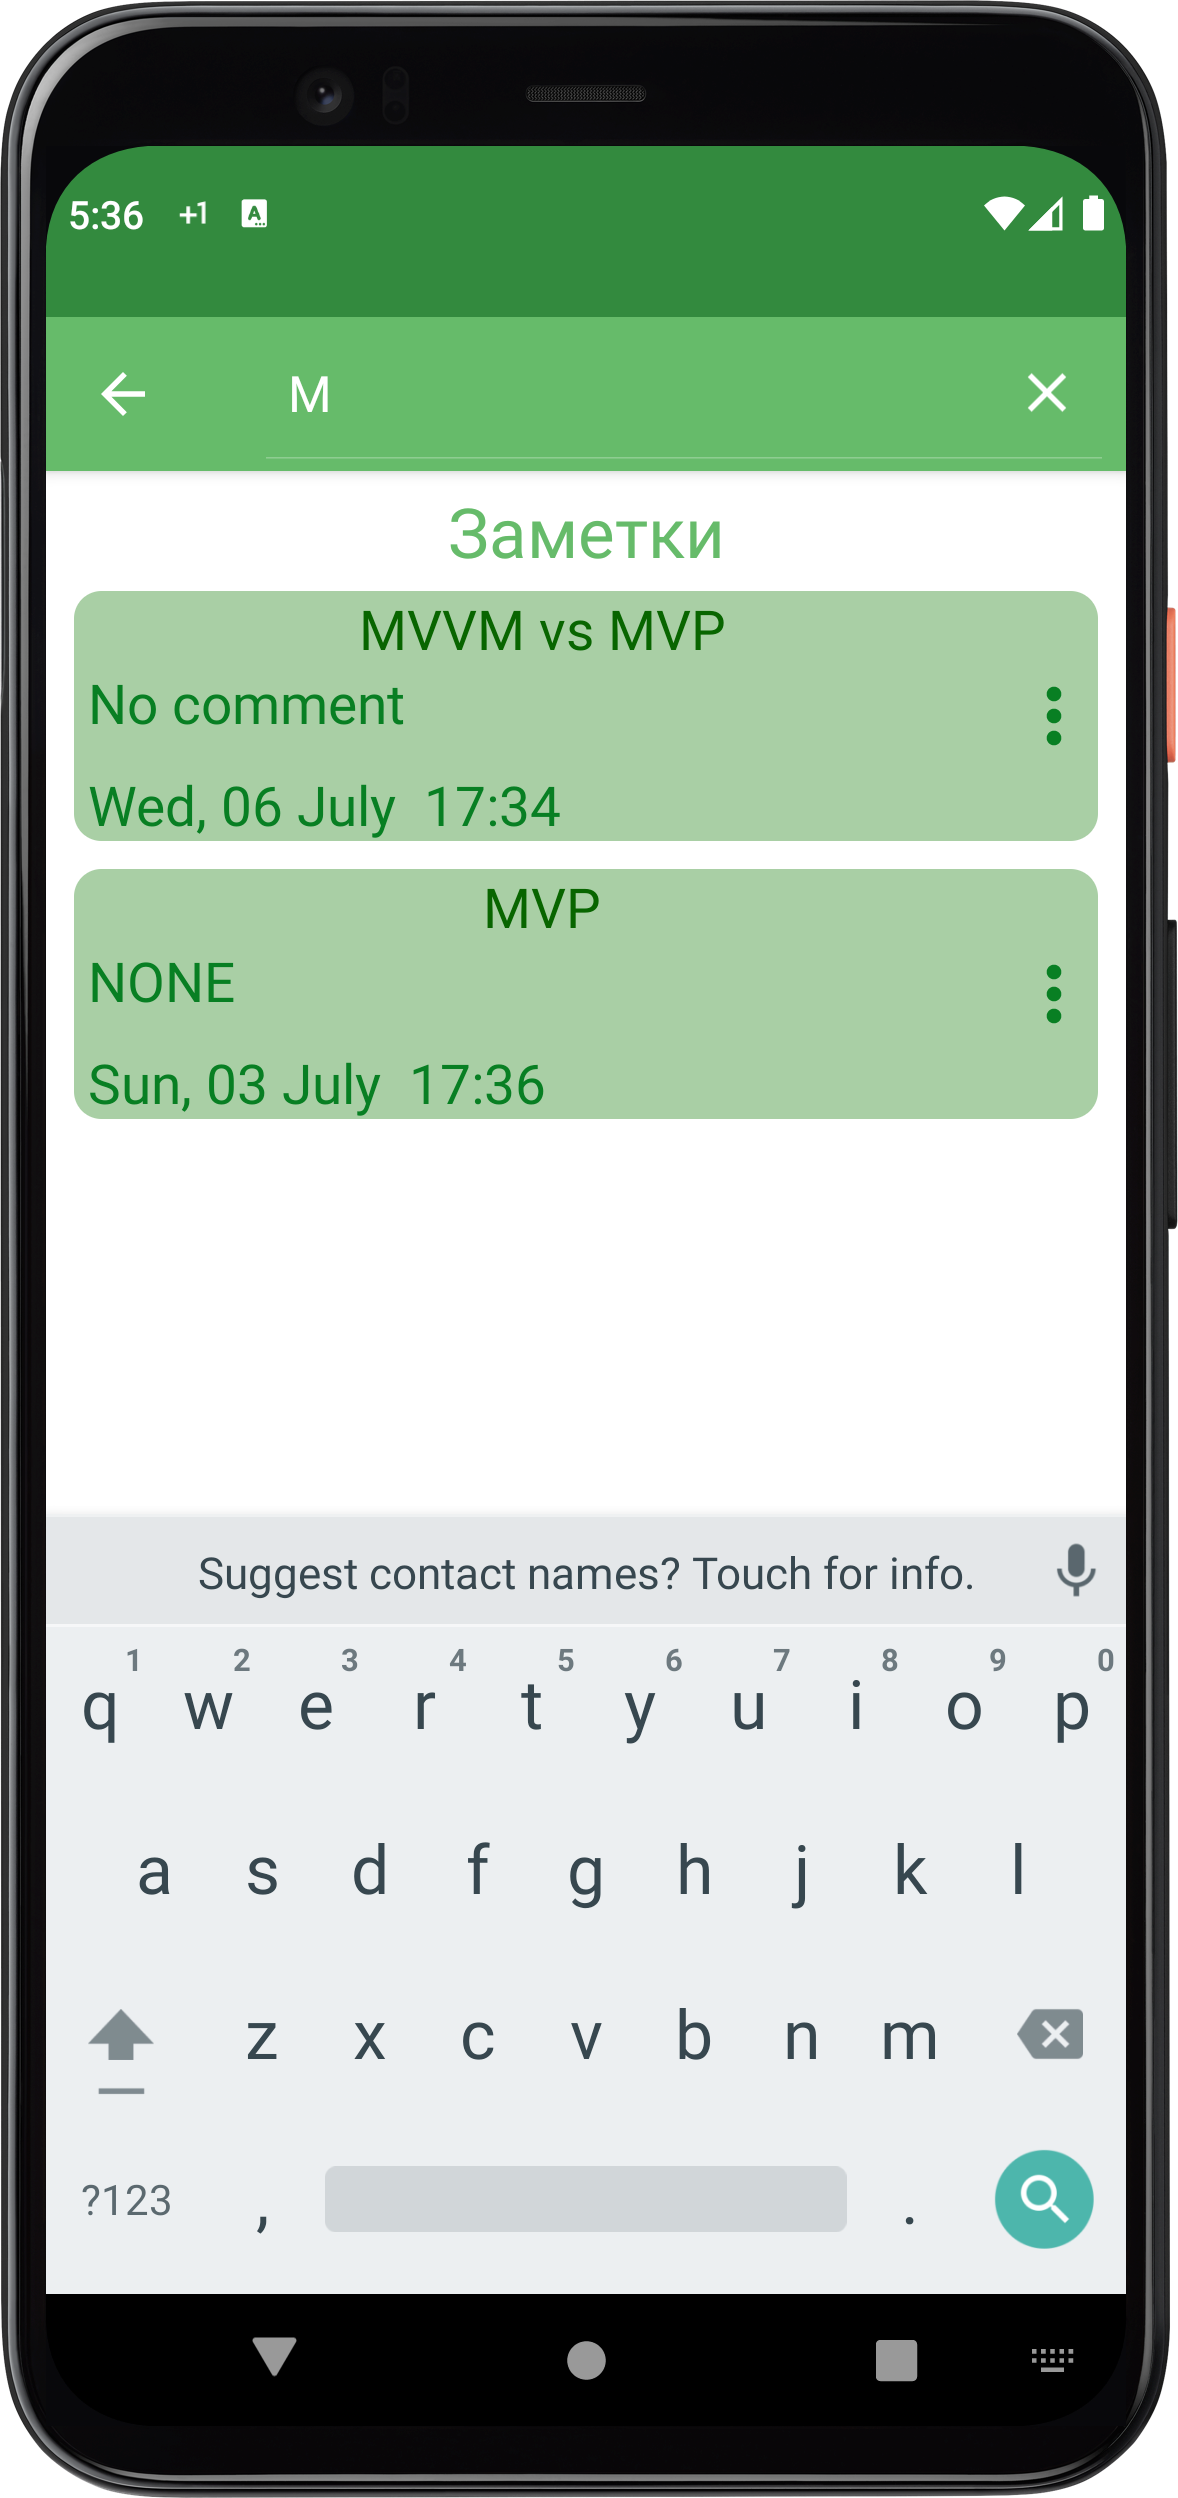 5:36 +1 A
M
Заметки
MVVM vs MVP
No comment
Wed, 06 July 17:34
MVP
NONE
Sun, 03 July 17:36
Suggest contact names? Touch for info.
1 2 3 4 5 6 7 8 9 0
q w e r t y u i o p
a s d f g h j k l
z x c v b n m
?123 , .